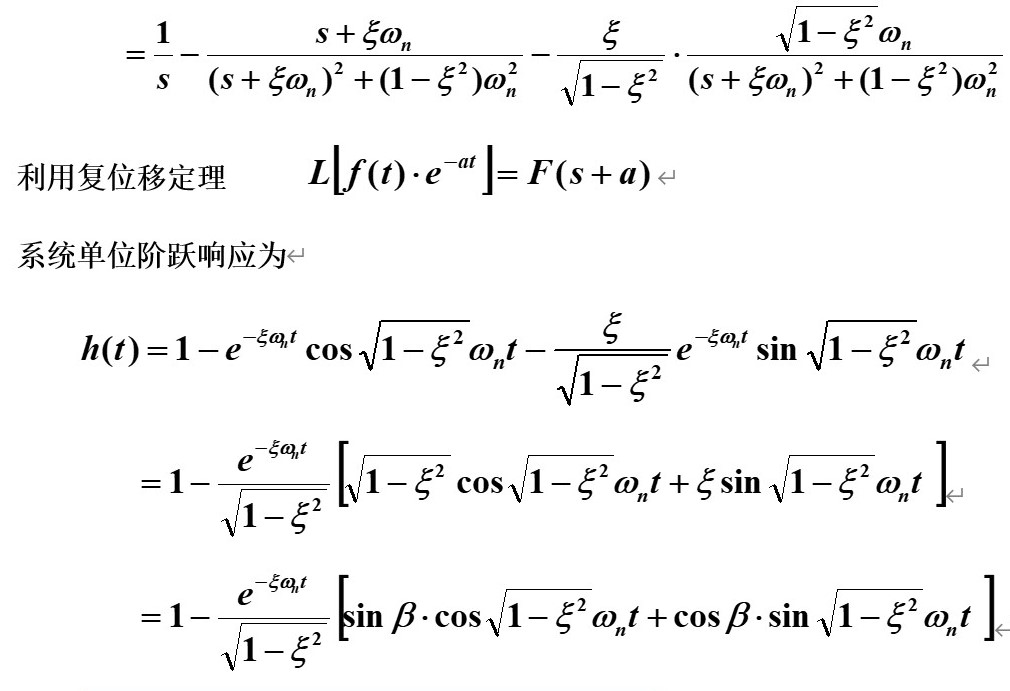 = \frac{1}{s} - \frac{s+\xi\omega_n}{(s+\xi\omega_n)^2+(1-\xi^2)\omega_n^2} - \frac{\xi}{\sqrt{1-\xi^2}} \cdot \frac{\sqrt{1-\xi^2}\omega_n}{(s+\xi\omega_n)^2+(1-\xi^2)\omega_n^2}
利用复位移定理 L\left[f(t)\cdot e^{-at}\right] = F(s+a) ↵
系统单位阶跃响应为↵
h(t) = 1 - e^{-\xi\omega_n t} \cos\sqrt{1-\xi^2}\omega_n t - \frac{\xi}{\sqrt{1-\xi^2}} e^{-\xi\omega_n t} \sin\sqrt{1-\xi^2}\omega_n t ↵
= 1 - \frac{e^{-\xi\omega_n t}}{\sqrt{1-\xi^2}} \left[\sqrt{1-\xi^2} \cos\sqrt{1-\xi^2}\omega_n t + \xi \sin\sqrt{1-\xi^2}\omega_n t\right] ↵
= 1 - \frac{e^{-\xi\omega_n t}}{\sqrt{1-\xi^2}} \left[\sin\beta \cdot \cos\sqrt{1-\xi^2}\omega_n t + \cos\beta \cdot \sin\sqrt{1-\xi^2}\omega_n t\right] ↵